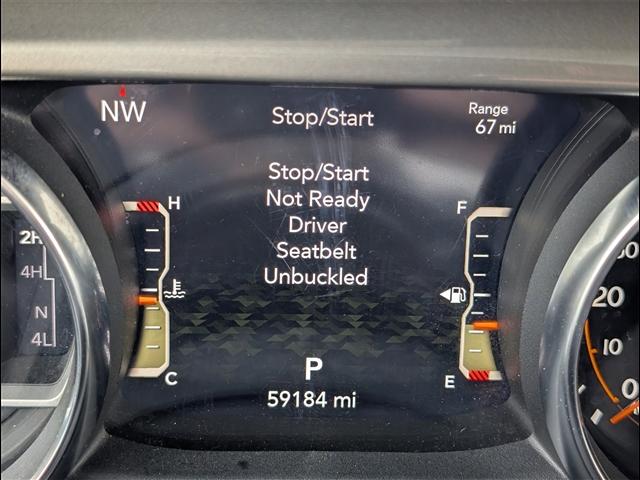 NW
Stop/Start
Range
67 mi
Stop/Start
Not Ready
Driver
Seatbelt
Unbuckled
H
C
F
E
P
59184 mi
2H
4H
N
4L
20
10
0